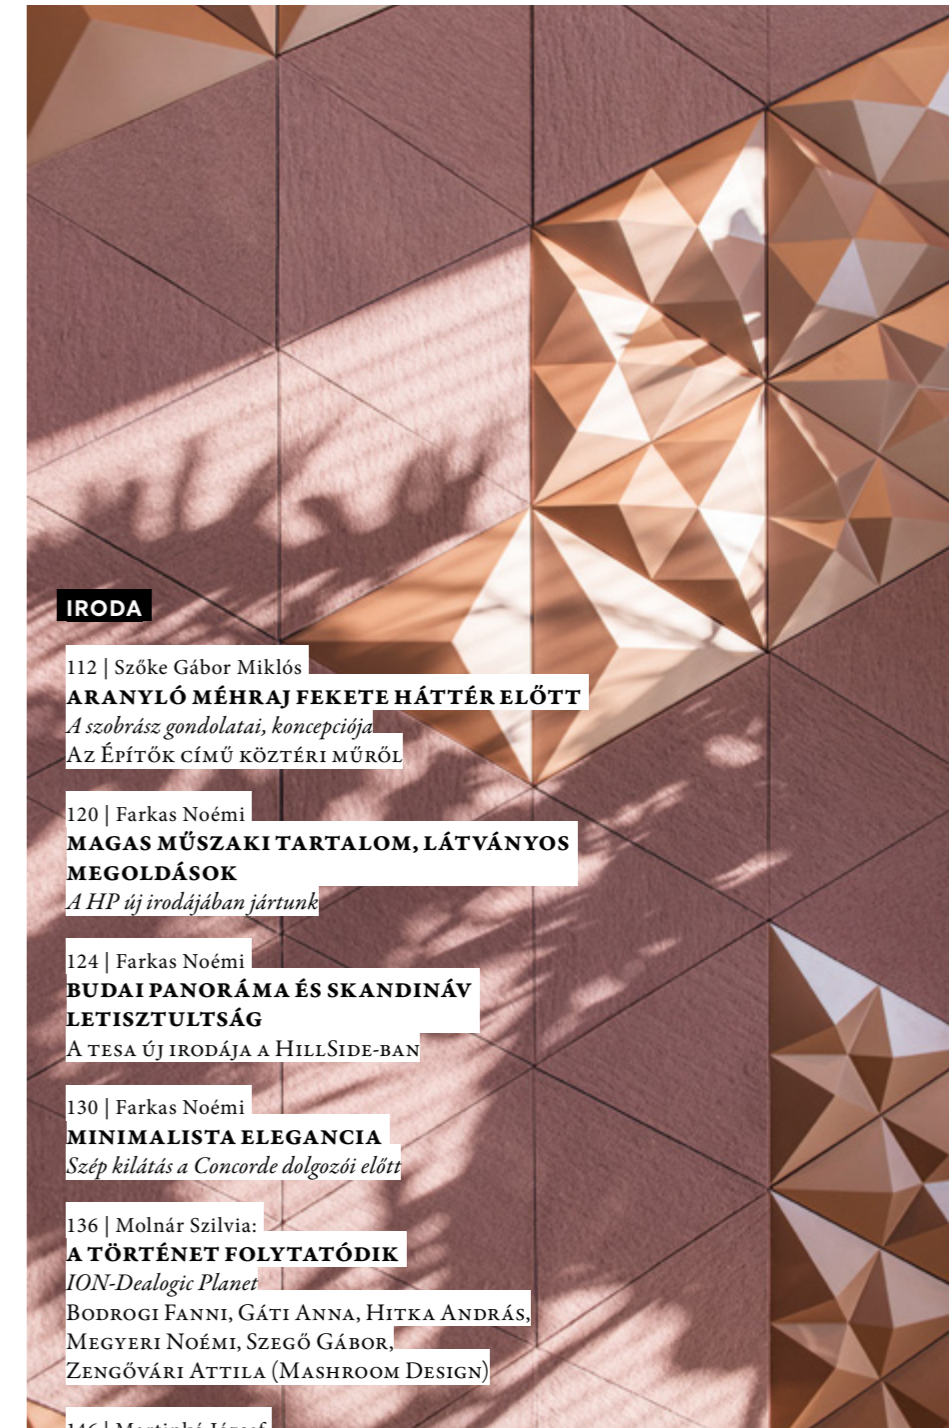 IRODA
112 | Szőke Gábor Miklós
ARANYLÓ MÉHRAJ FEKETE HÁTTÉR ELŐTT
A szobrász gondolatai, koncepciója
Az Építők című köztéri műről
120 | Farkas Noémi
MAGAS MŰSZAKI TARTALOM, LÁTVÁNYOS
MEGOLDÁSOK
A HP új irodájában jártunk
124 | Farkas Noémi
BUDAI PANORÁMA ÉS SKANDINÁV
LETISZTULTSÁG
A tesa új irodája a HillSide-ban
130 | Farkas Noémi
MINIMALISTA ELEGANCIA
Szép kilátás a Concorde dolgozói előtt
136 | Molnár Szilvia:
A TÖRTÉNET FOLYTATÓDIK
ION-Dealogic Planet
Bodrogi Fanni, Gáti Anna, Hitka András,
Megyeri Noémi, Szegő Gábor,
Zengővári Attila (Mashroom Design)